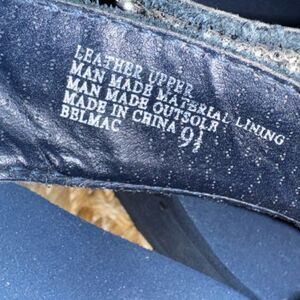 LEATHER UPPER
MAN MADE MATERIAL LINING
MAN MADE OUTSOLE
MADE IN CHINA 9½
BELMAC